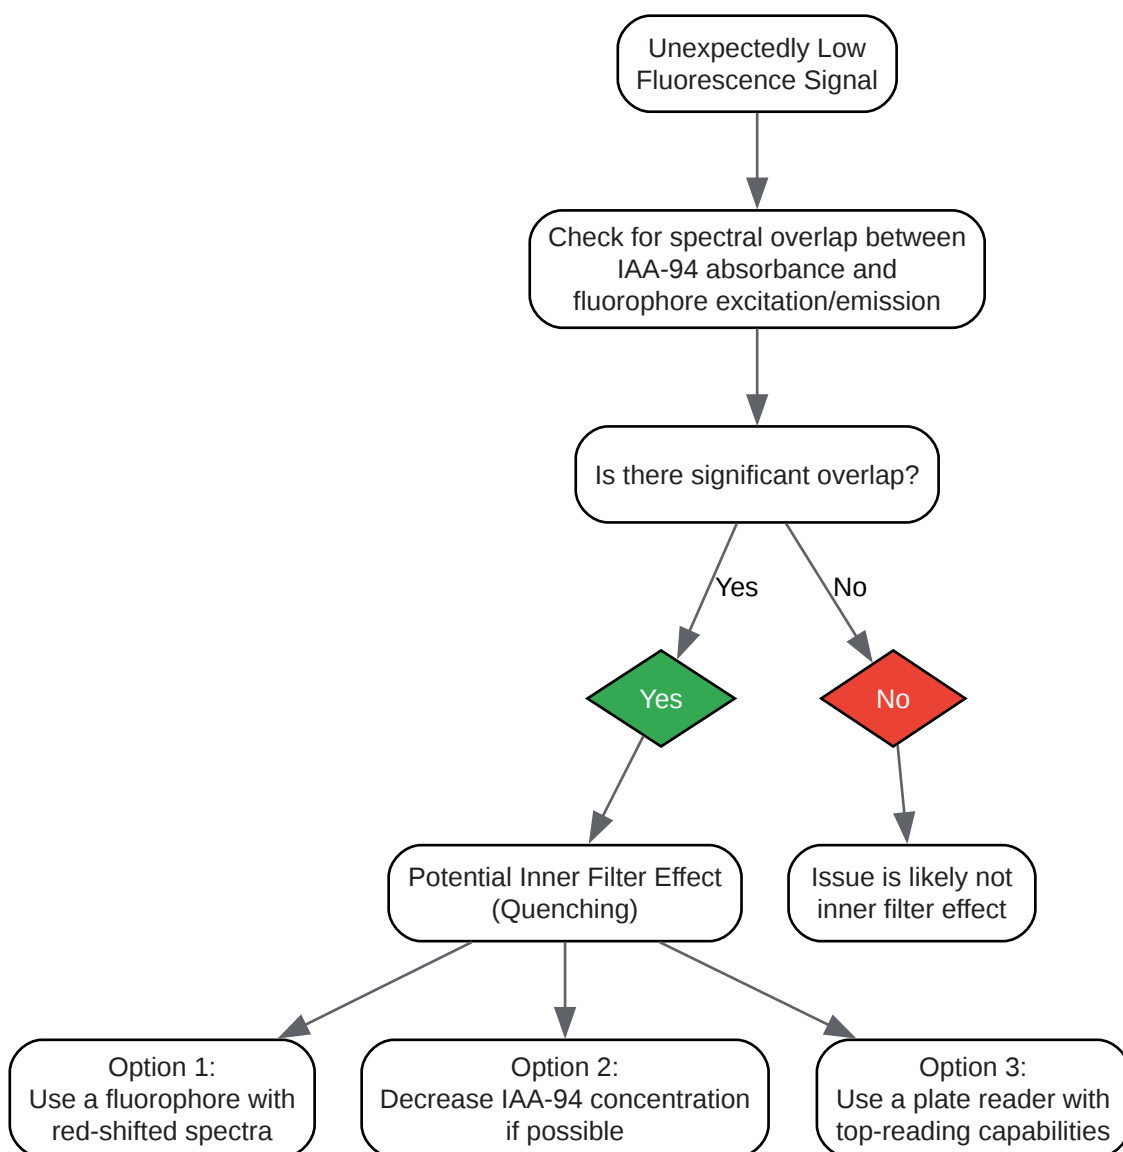 Unexpectedly Low
Fluorescence Signal
Check for spectral overlap between
IAA-94 absorbance and
fluorophore excitation/emission
Is there significant overlap?
Yes
No
Yes
No
Potential Inner Filter Effect
(Quenching)
Issue is likely not
inner filter effect
Option 1:
Use a fluorophore with
red-shifted spectra
Option 2:
Decrease IAA-94 concentration
if possible
Option 3:
Use a plate reader with
top-reading capabilities